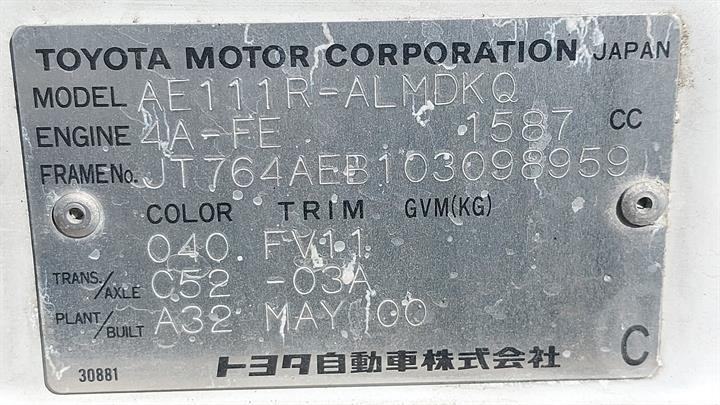 TOYOTA MOTOR CORPORATION JAPAN
MODEL AE111R-ALMDKQ
ENGINE 4A-FE 1587 CC
FRAME No. JT764AEB103098959
COLOR TRIM GVM(KG)
040 FV11
TRANS./AXLE C52 -03A
PLANT/BUILT A32 MAY 00
トヨタ自動車株式会社 C
30881